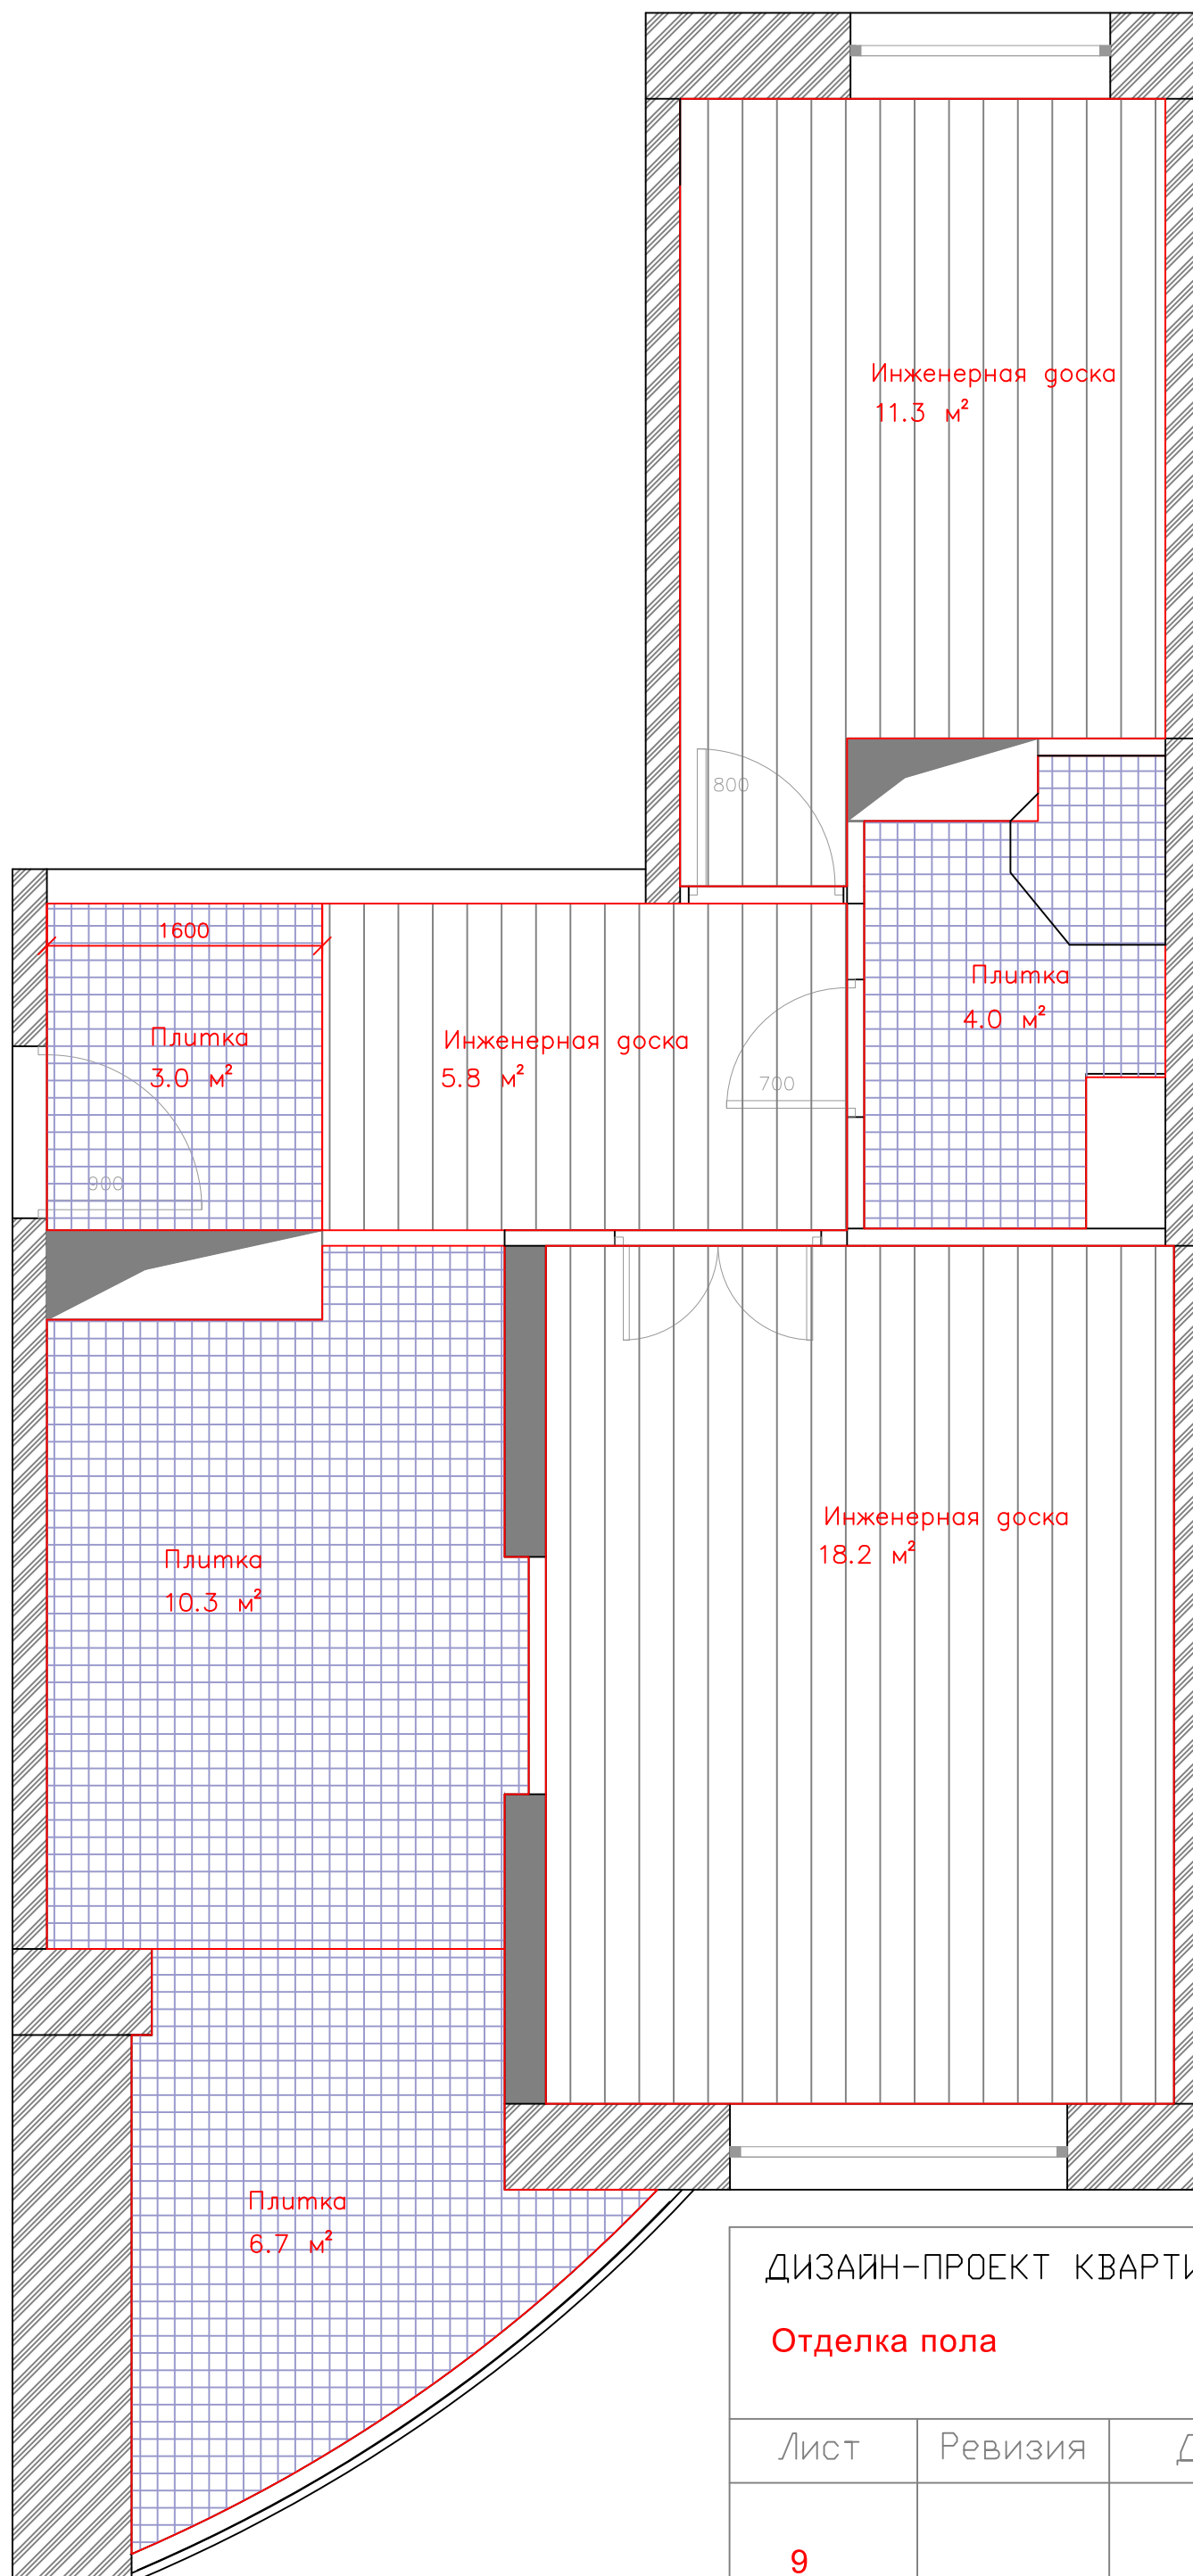 Инженерная доска
11.3 м²
800
1600
Плитка
4.0 м²
Плитка
3.0 м²
Инженерная доска
5.8 м²
700
900
Инженерная доска
18.2 м²
Плитка
10.3 м²
Плитка
6.7 м²
ДИЗАЙН-ПРОЕКТ
Отделка пола
Лист
Ревизия
9